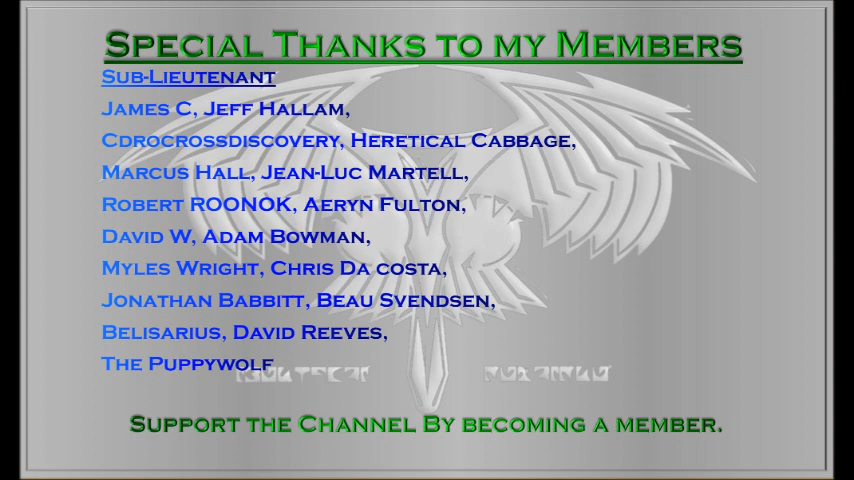 Special Thanks to my Members
Sub-Lieutenant
James C, Jeff Hallam,
Cdrocrossdiscovery, Heretical Cabbage,
Marcus Hall, Jean-Luc Martell,
Robert ROONOK, Aeryn Fulton,
David W, Adam Bowman,
Myles Wright, Chris Da costa,
Jonathan Babbitt, Beau Svendsen,
Belisarius, David Reeves,
The Puppywolf
Support the Channel By becoming a member.